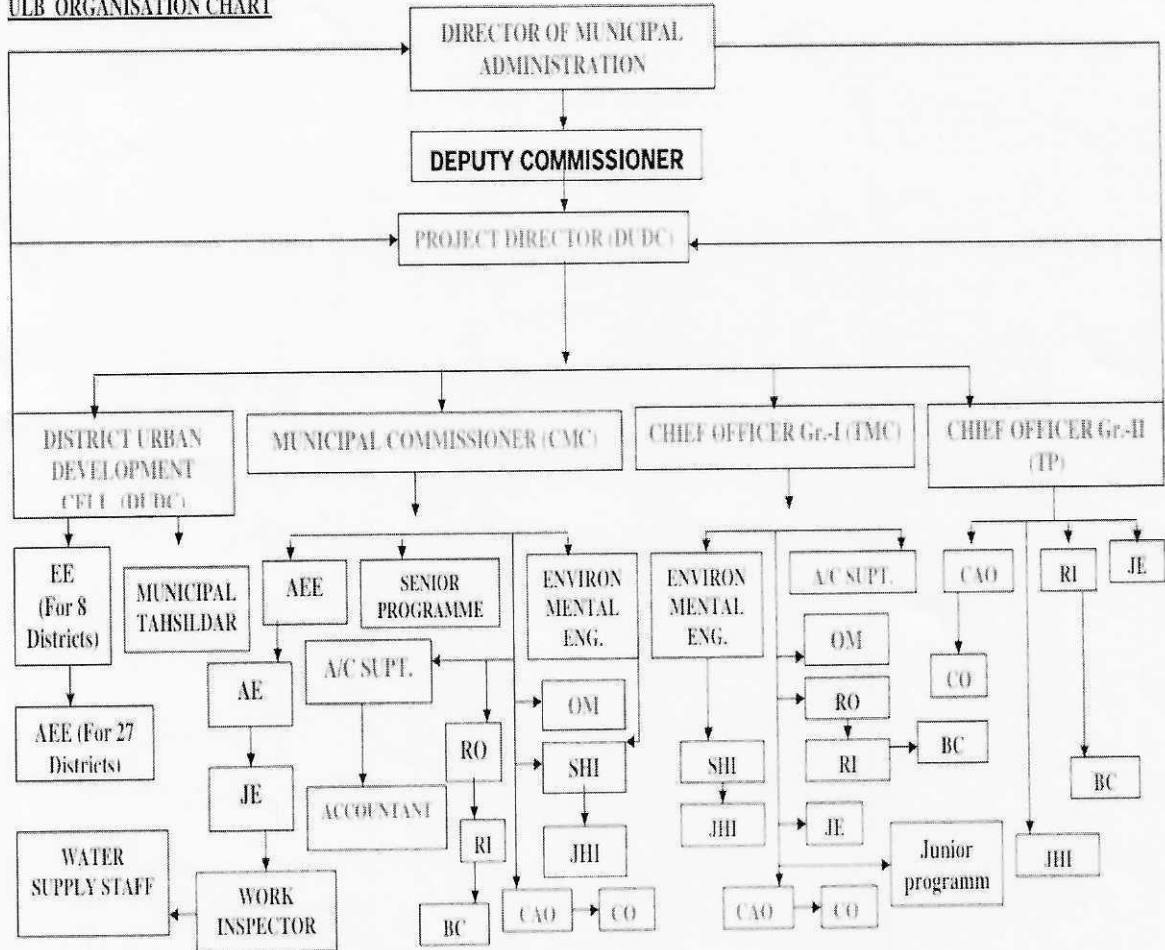 ULB ORGANISATION CHART
DIRECTOR OF MUNICIPAL
ADMINISTRATION
DEPUTY COMMISSIONER
PROJECT DIRECTOR (DUDC)
DISTRICT URBAN
DEVELOPMENT
CELL (DUDC)
MUNICIPAL COMMISSIONER (CMC)
CHIEF OFFICER Gr.-I (TMC)
CHIEF OFFICER Gr.-II
(TP)
EE
(For 8
Districts)
MUNICIPAL
TAHSILDAR
AEE
SENIOR
PROGRAMME
ENVIRON
MENTAL
ENG.
ENVIRON
MENTAL
ENG.
A/C SUPT.
CAO
RI
JE
AEE (For 27
Districts)
AE
A/C SUPT.
OM
OM
CO
RO
RO
SHI
SHI
RI
BC
BC
JE
ACCOUNTANT
RI
JHI
JHI
JE
JHI
WATER
SUPPLY STAFF
WORK
INSPECTOR
BC
CAO
CO
CAO
CO
Junior
programm